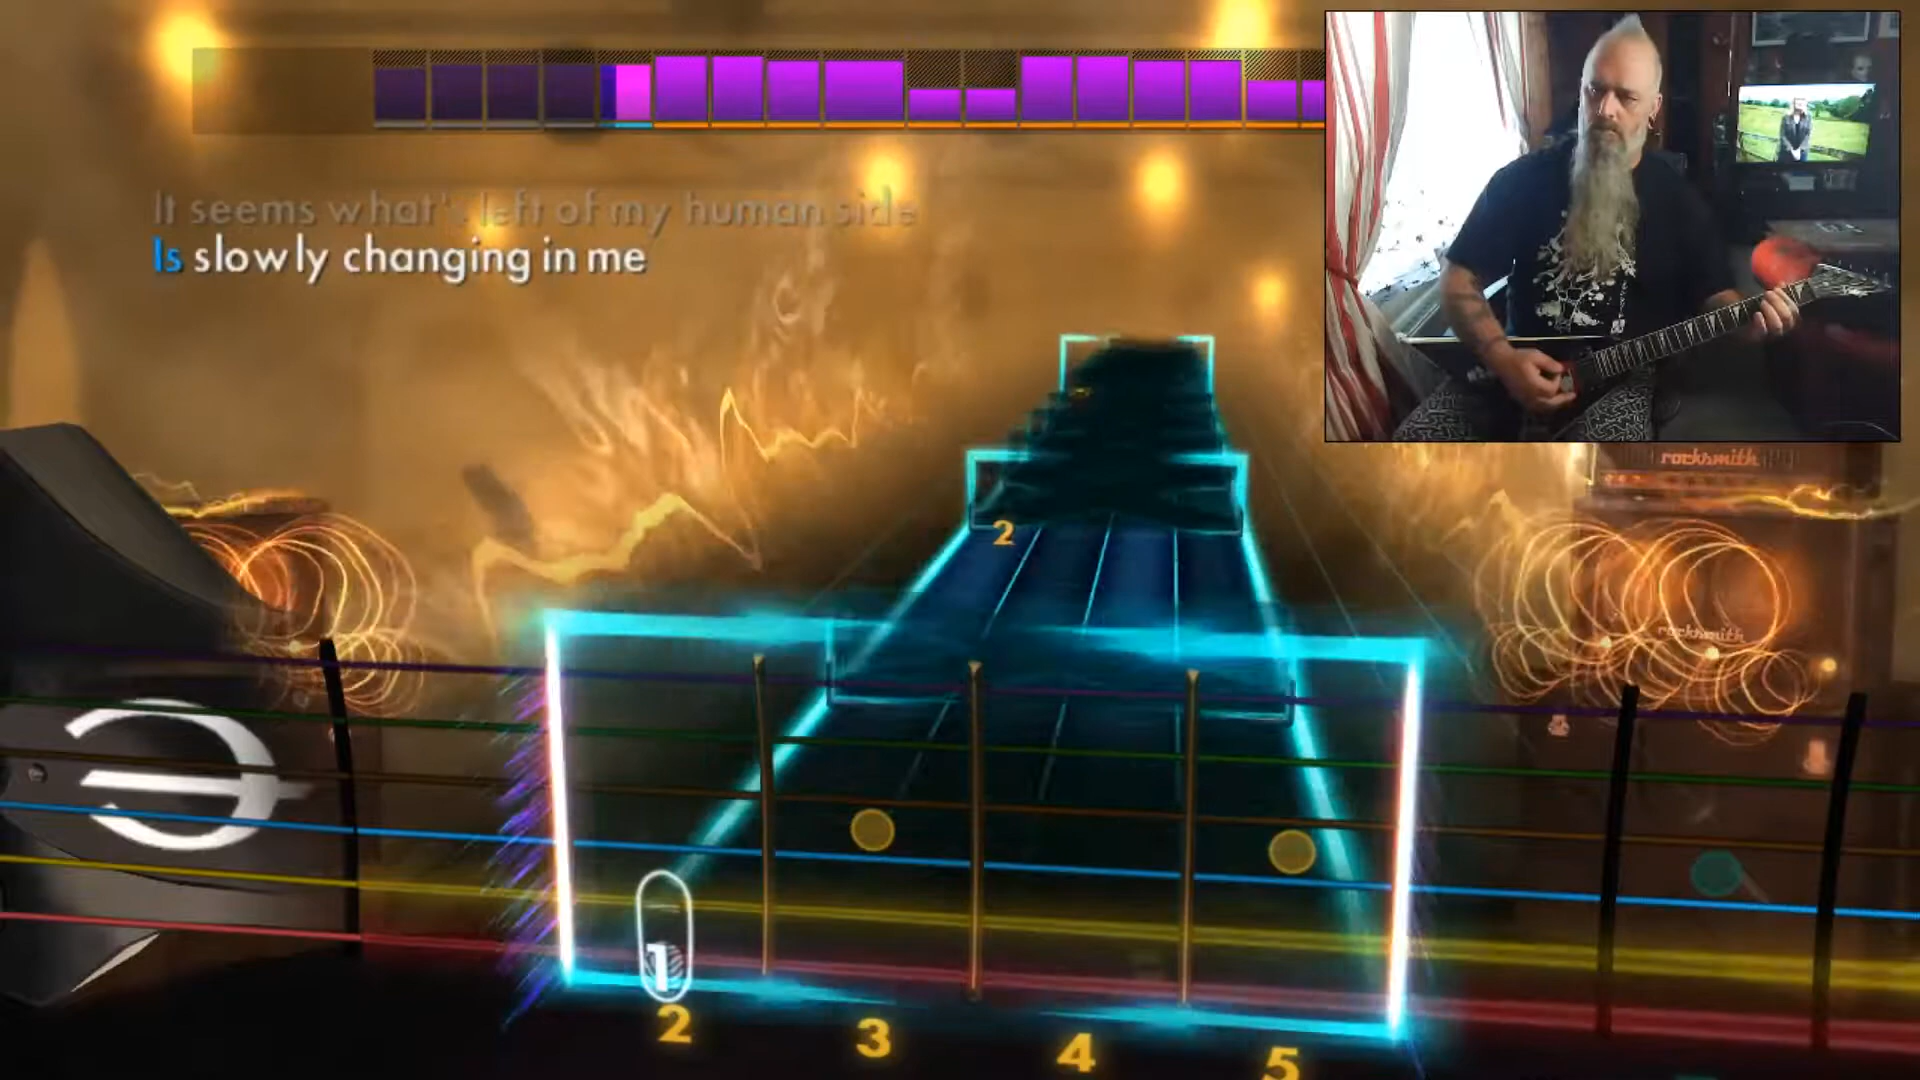 It seems what's left of my human side
Is slowly changing in me
rocksmith
rocksmith
2
1
2
3
4
5